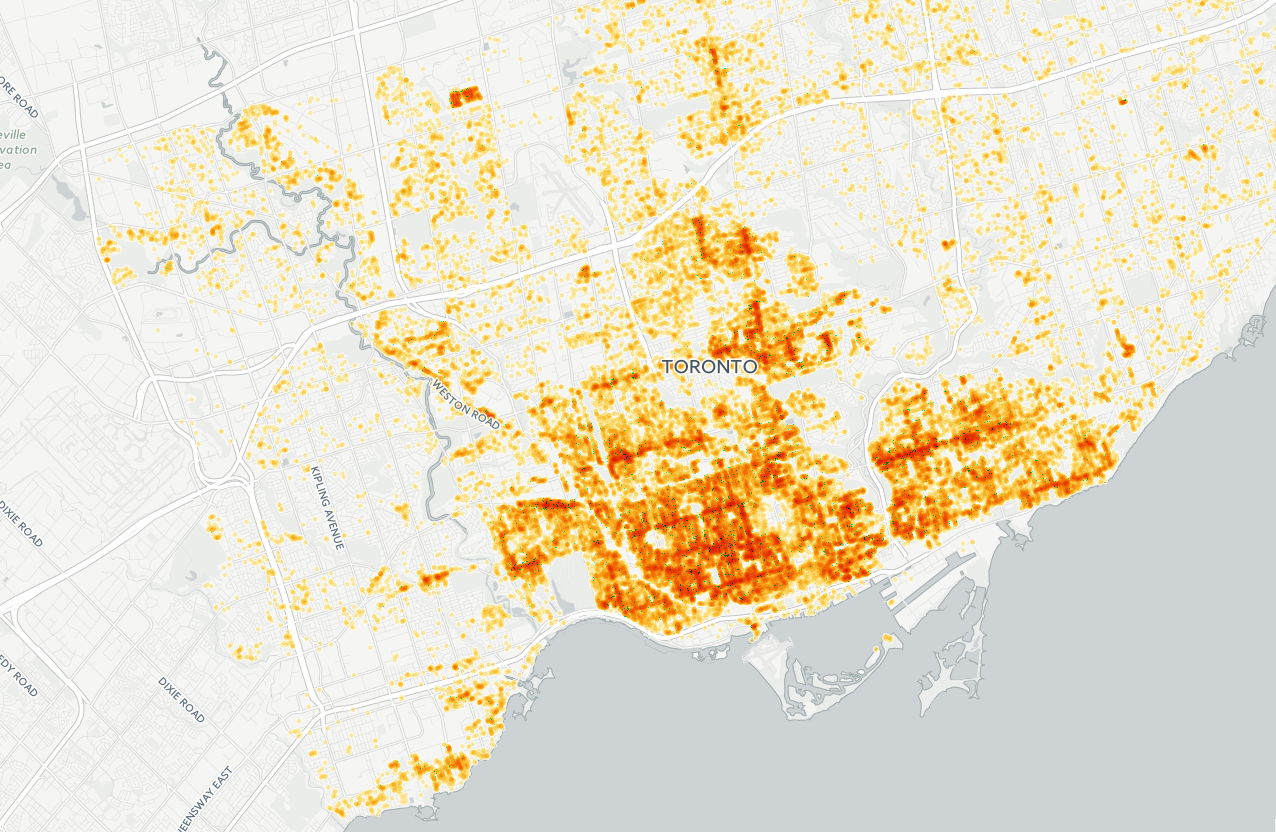 ORE ROAD
eville
vation
ea
TORONTO
WESTON ROAD
KIPLING AVENUE
DIXIE ROAD
EDY ROAD
DIXIE ROAD
EENSWAY EAST